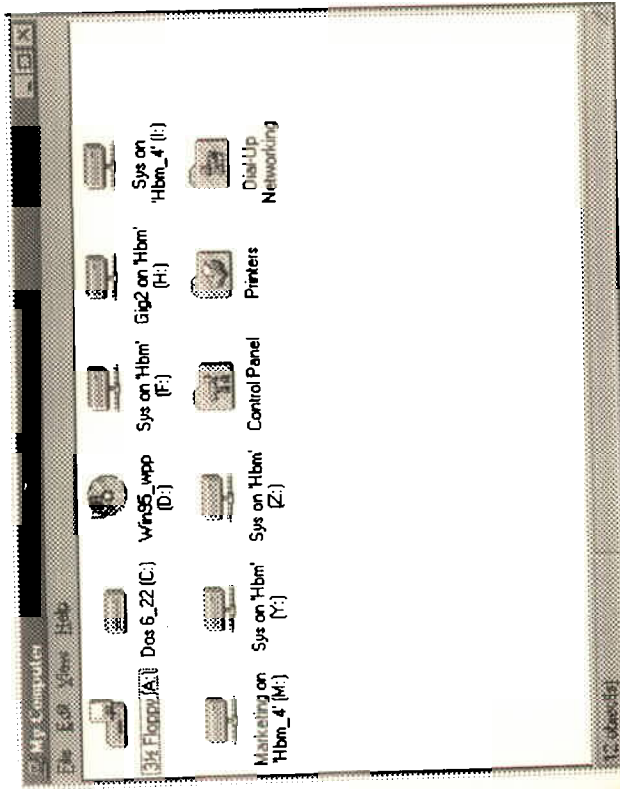 My Computer
File Edit View Help
3½ Floppy (A:)
Dos 6_22 (C:)
Win95_wpp
(D:)
Sys on 'Hbm'
(F:)
Gig2 on 'Hbm'
(H:)
Sys on
'Hbm_4' (I:)
Marketing on
'Hbm_4' (M:)
Sys on 'Hbm'
(Y:)
Sys on 'Hbm'
(Z:)
Control Panel
Printers
Dial-Up
Networking
12 object(s)